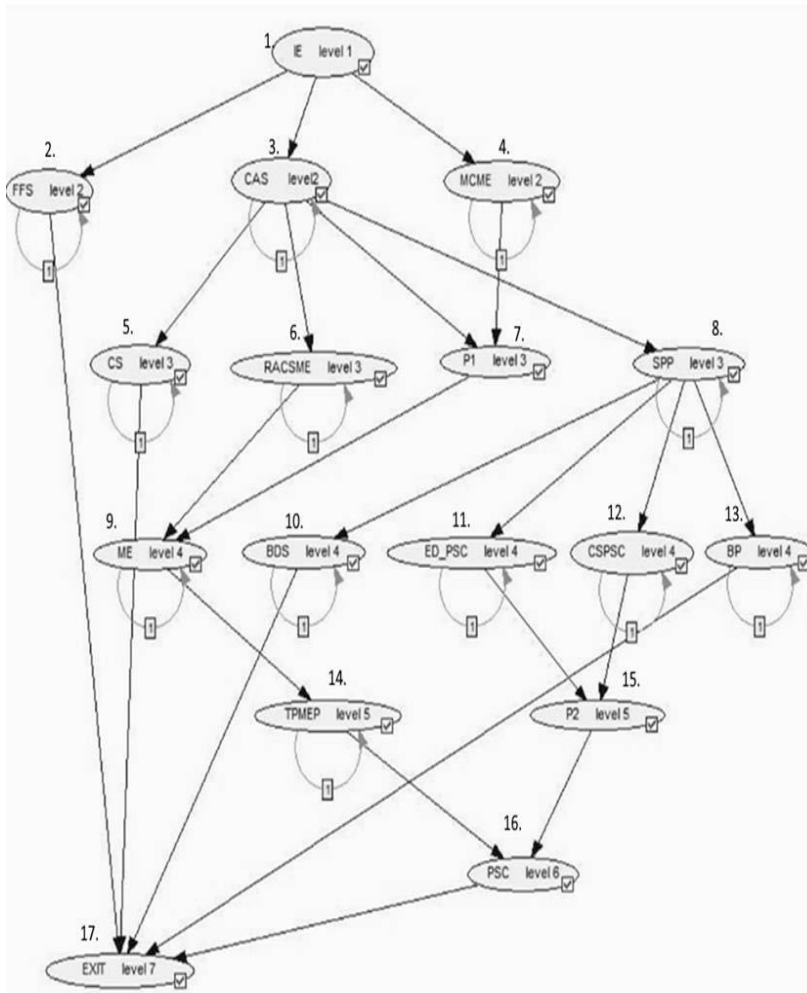 1. IE level 1
2. FFS level 2
3. CAS level2
4. MCME level 2
1
1
1
5. CS level 3
6. RACSME level 3
7. P1 level 3
8. SPP level 3
1
1
1
9. ME level 4
10. BDS level 4
11. ED_PSC level 4
12. CSPSC level 4
13. BP level 4
1
1
1
1
1
14. TPMEP level 5
15. P2 level 5
1
16. PSC level 6
17. EXIT level 7